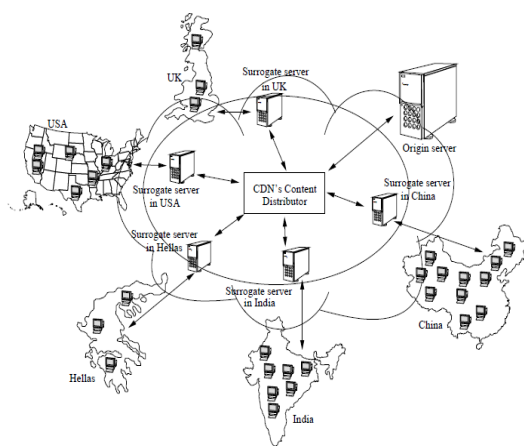 UK
Surrogate server
in UK
USA
Origin server
Surrogate server
in USA
CDN's Content
Distributor
Surrogate server
in China
Surrogate server
in Hellas
Surrogate server
in India
China
Hellas
India